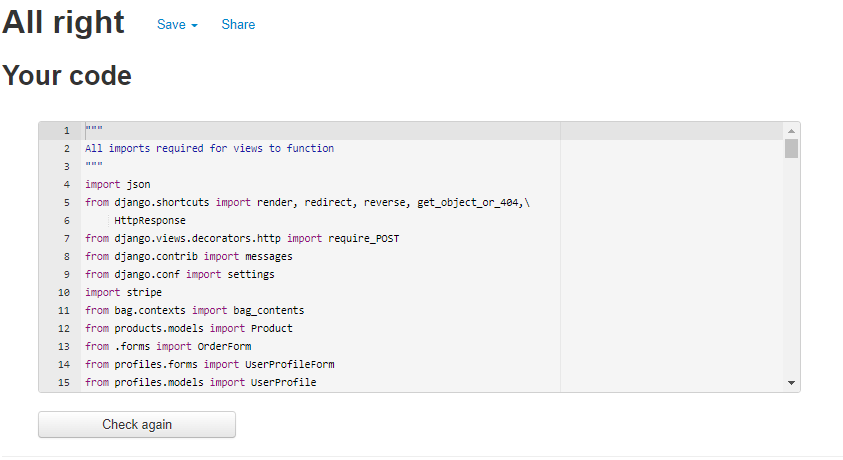 All right Save Share
Your code
1 """
2 All imports required for views to function
3 """
4 import json
5 from django.shortcuts import render, redirect, reverse, get_object_or_404,\
6 HttpResponse
7 from django.views.decorators.http import require_POST
8 from django.contrib import messages
9 from django.conf import settings
10 import stripe
11 from bag.contexts import bag_contents
12 from products.models import Product
13 from .forms import OrderForm
14 from profiles.forms import UserProfileForm
15 from profiles.models import UserProfile
Check again